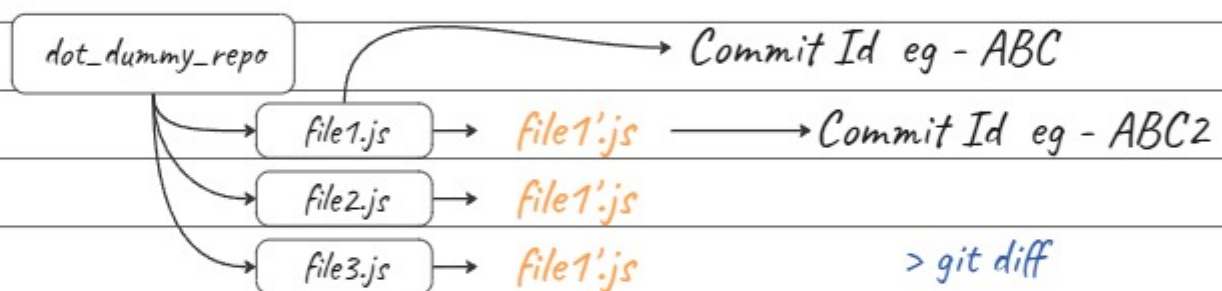 dot_dummy_repo
Commit Id eg - ABC
file1.js
file1'.js
Commit Id eg - ABC2
file2.js
file1'.js
file3.js
file1'.js
> git diff